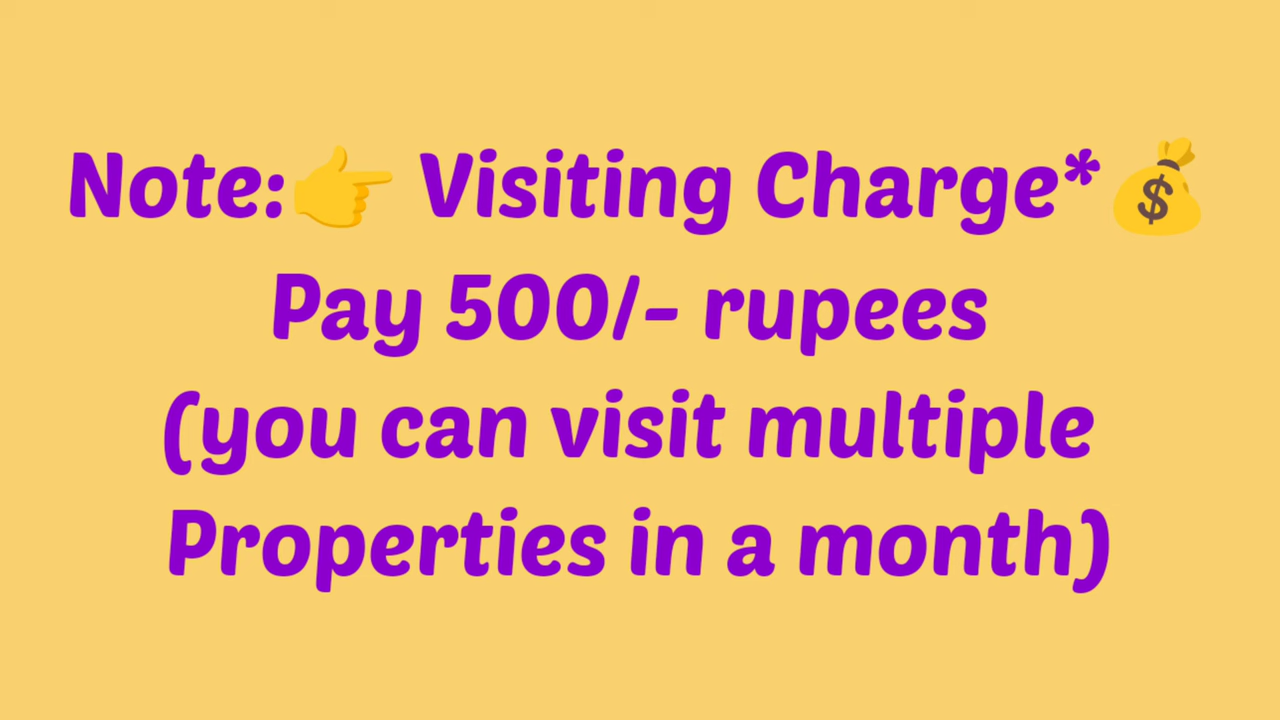 Note:👉 Visiting Charge*💰
Pay 500/- rupees
(you can visit multiple
Properties in a month)